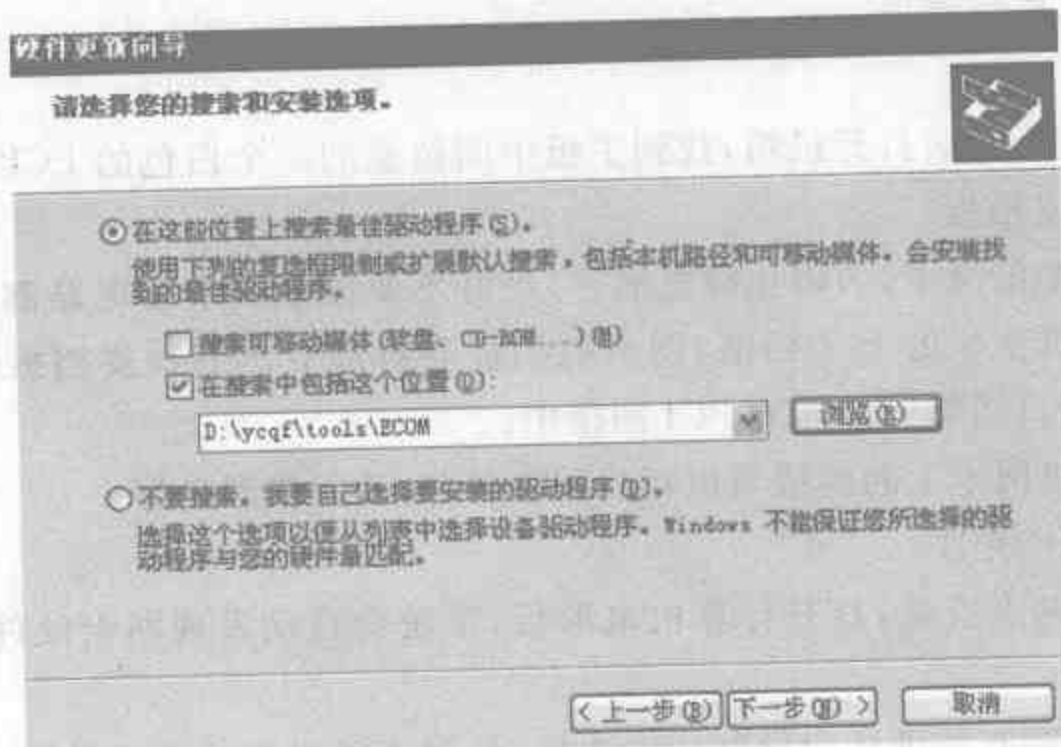 硬件更新向导
请选择您的搜索和安装选项。
在这些位置上搜索最佳驱动程序(S)。
使用下列的复选框限制或扩展默认搜索，包括本机路径和可移动媒体。会安装找
到的最佳驱动程序。
搜索可移动媒体(软盘、CD-ROM...)(M)
在搜索中包括这个位置(O):
D:\ycqf\tools\ECOM
浏览(R)
不要搜索。我要自己选择要安装的驱动程序(D)。
选择这个选项以便从列表中选择设备驱动程序。Windows 不能保证您所选择的驱
动程序与您的硬件最匹配。
< 上一步(B)
下一步(N) >
取消